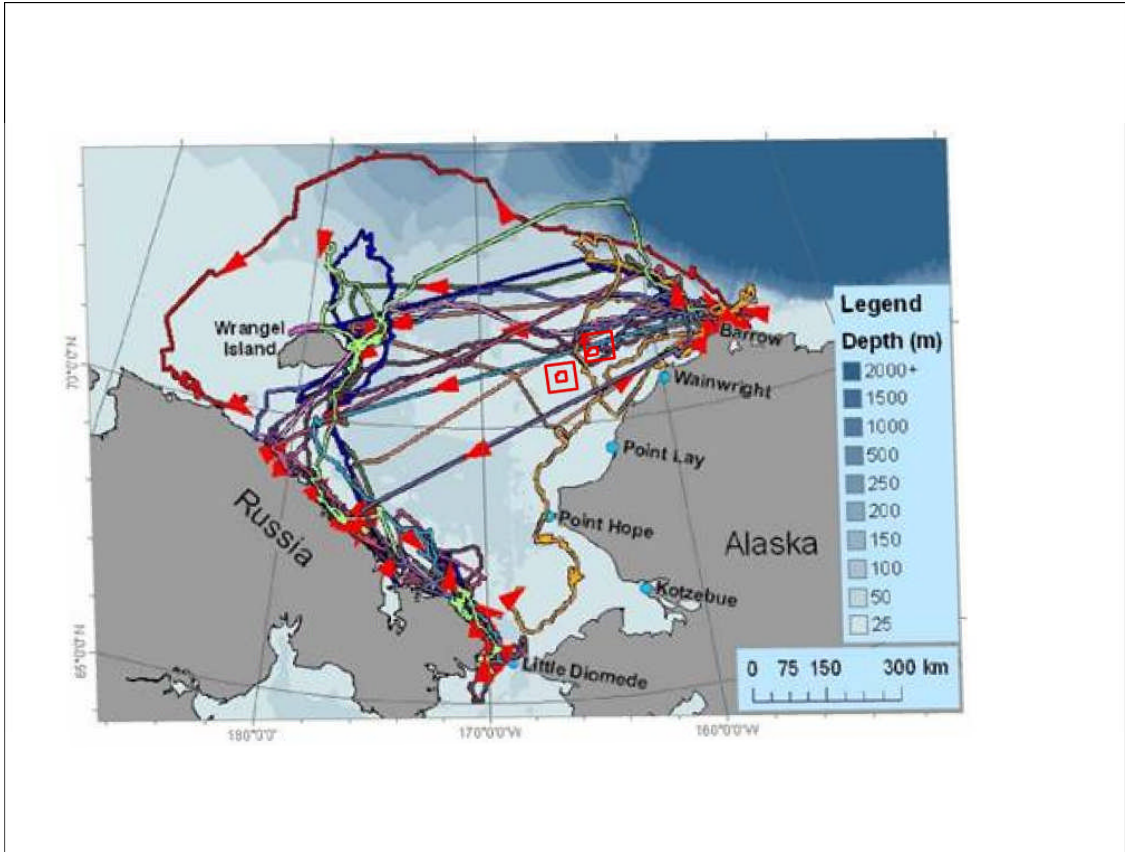 Wrangel
Island
Barrow
Wainwright
Point Lay
Point Hope
Kotzebue
Little Diomede
Russia
Alaska
70°0'0"N
65°0'0"N
180°0'0"
170°0'0"W
160°0'0"W
Legend
Depth (m)
2000+
1500
1000
500
250
200
150
100
50
25
0 75 150 300 km